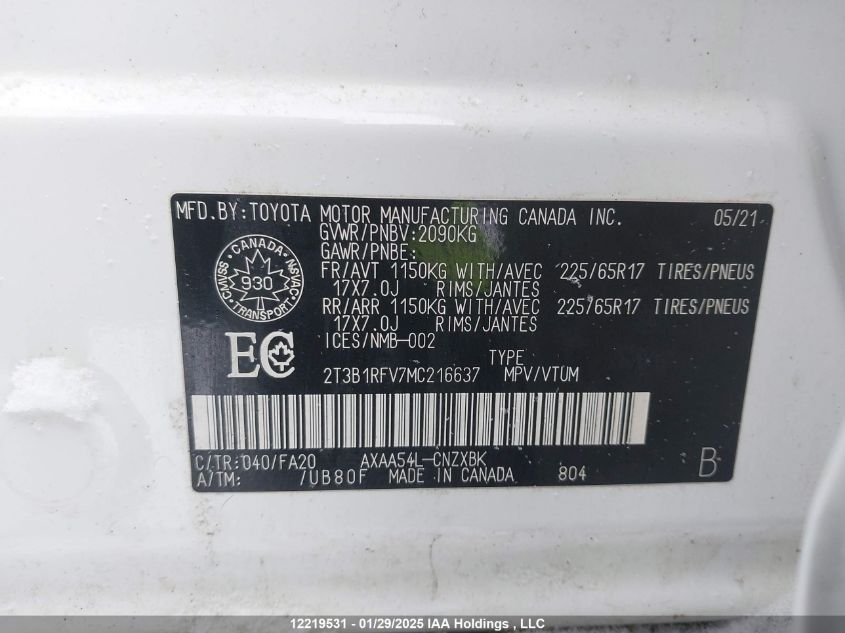 MFD.BY:TOYOTA MOTOR MANUFACTURING CANADA INC. 05/21
GVWR/PNBV:2090KG
GAWR/PNBE:
FR/AVT 1150KG WITH/AVEC 225/65R17 TIRES/PNEUS
17X7.0J RIMS/JANTES
RR/ARR 1150KG WITH/AVEC 225/65R17 TIRES/PNEUS
17X7.0J RIMS/JANTES
ICES/NMB-002
CANADA
CMVSS NSVAC
930
TRANSPORT
EC
TYPE
2T3B1RFV7MC216637 MPV/VTUM
C/TR:040/FA20 AXAA54L-CNZXBK B
A/TM: /UB80F MADE IN CANADA 804
12219531 - 01/29/2025 IAA Holdings , LLC